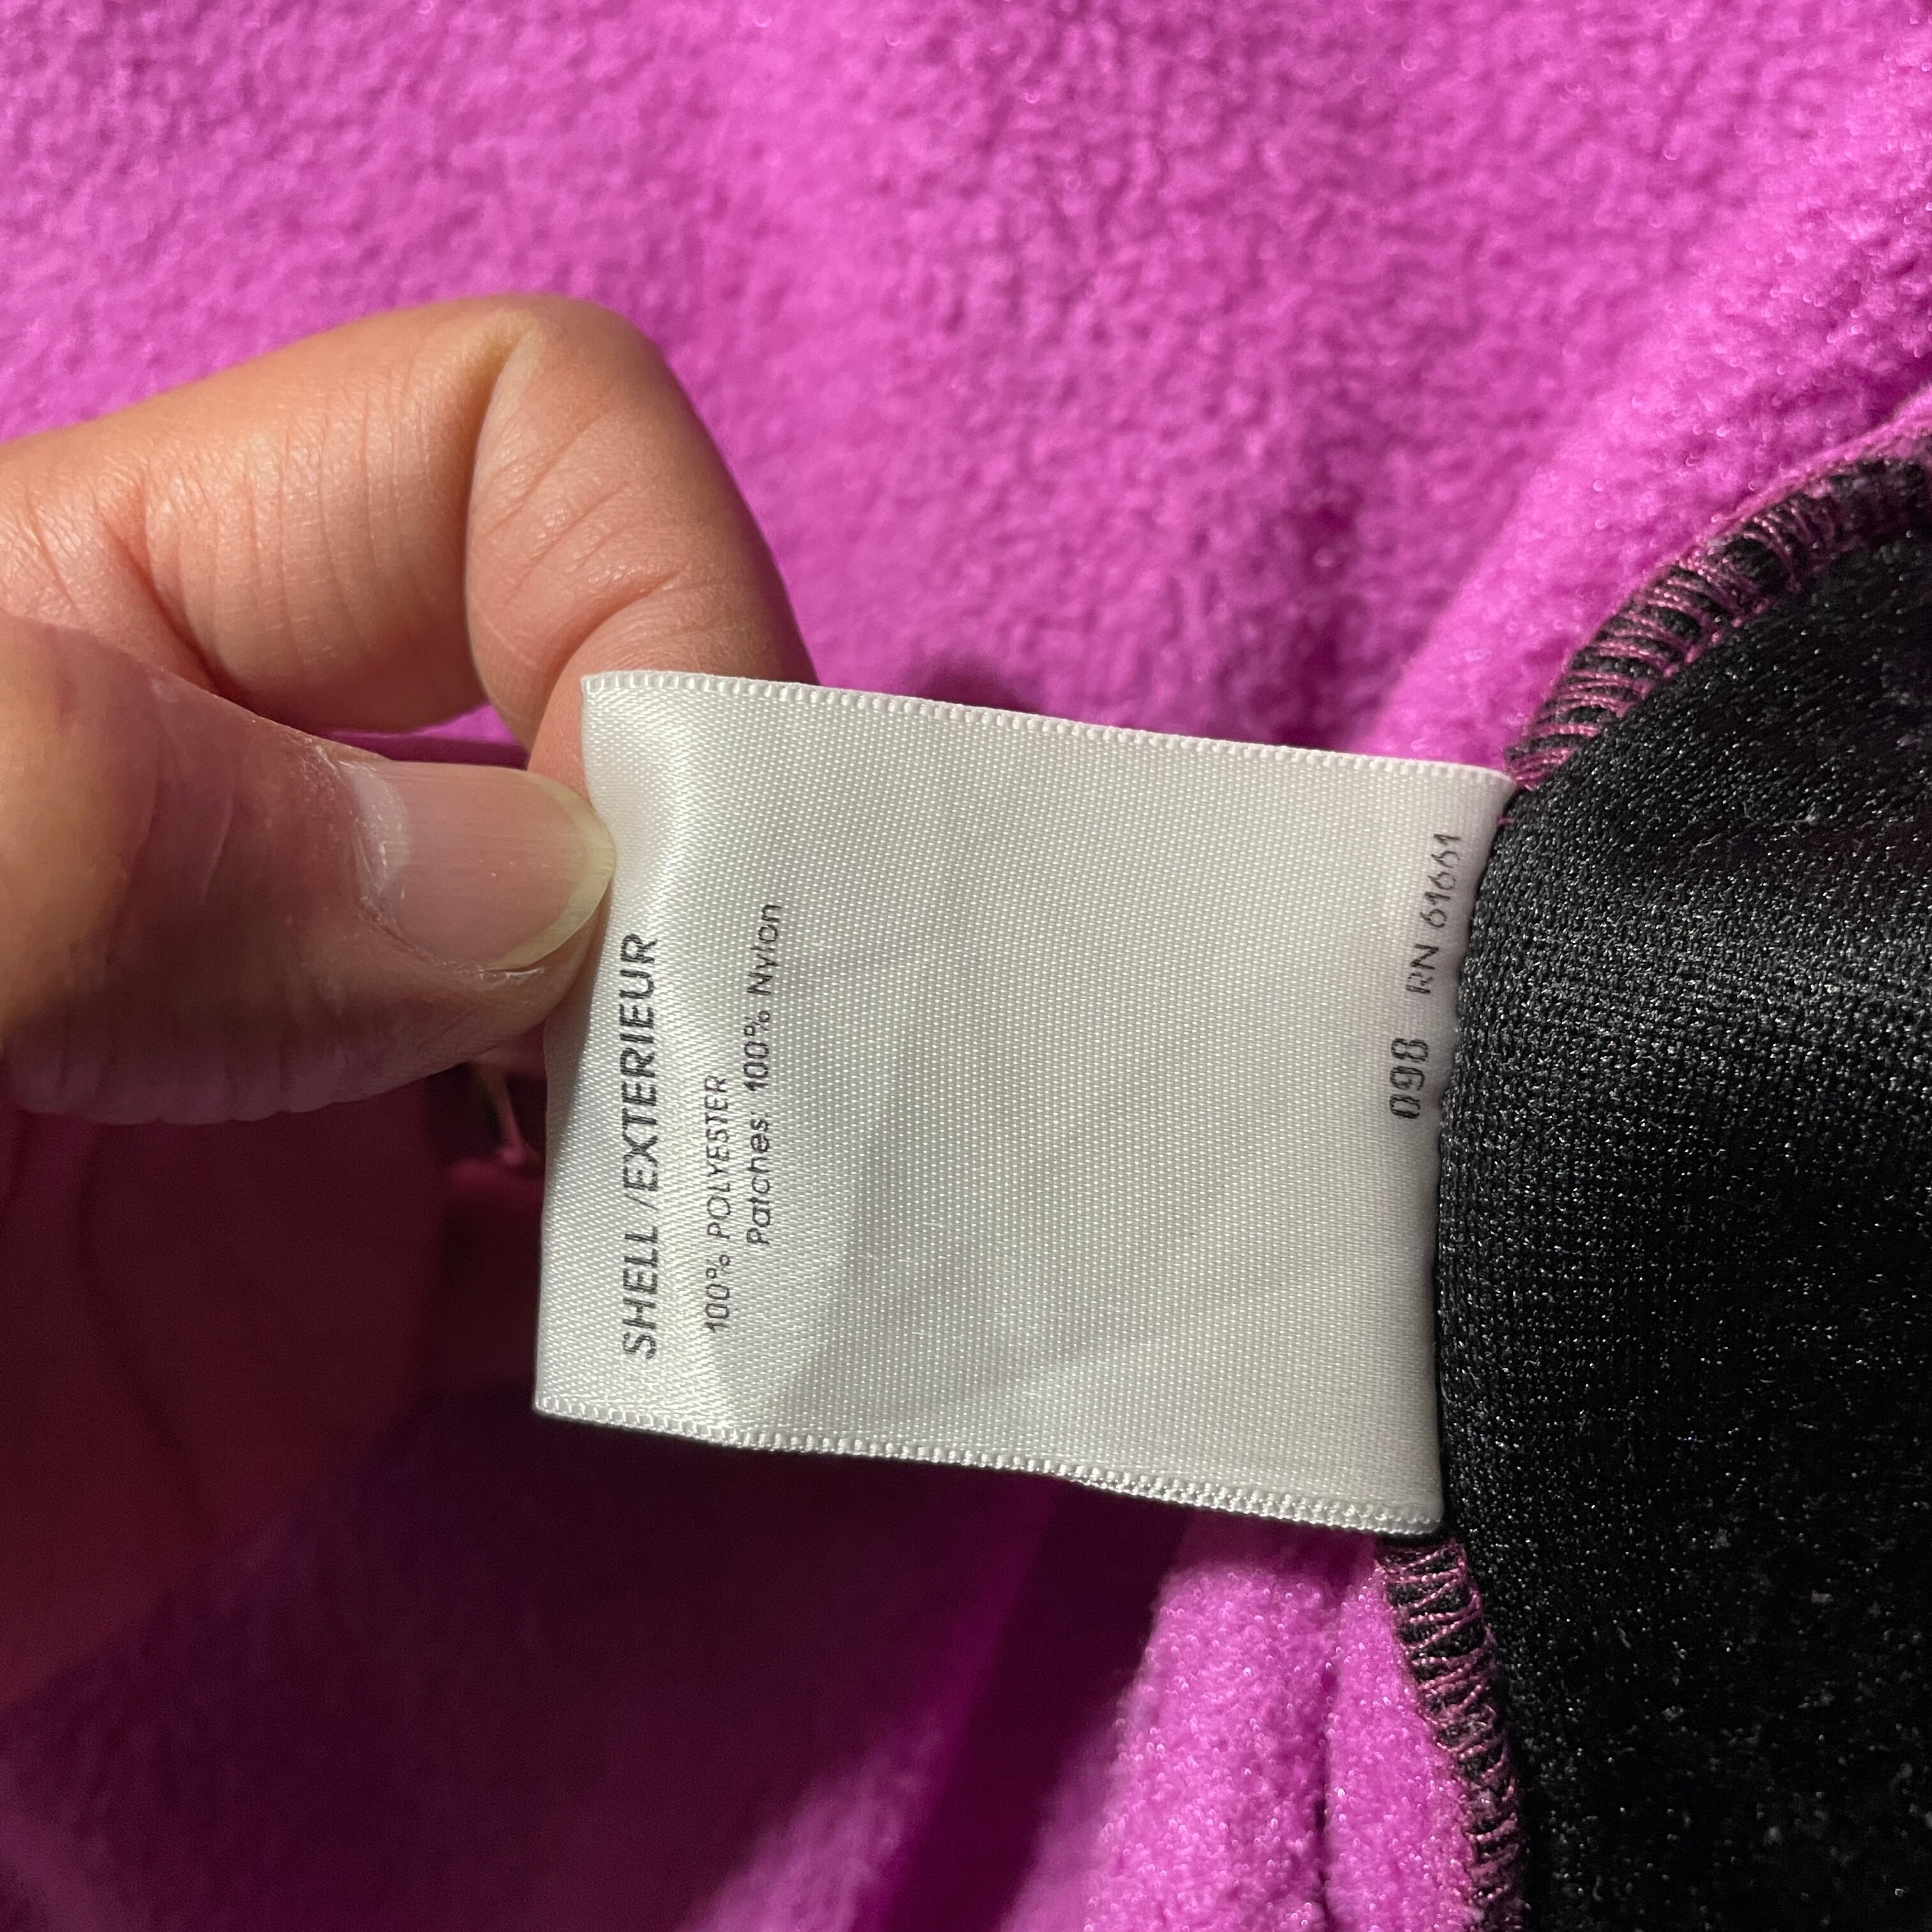 SHELL /EXTERIEUR
100% POLYESTER
Patches: 100% Nylon
098
RN 61661